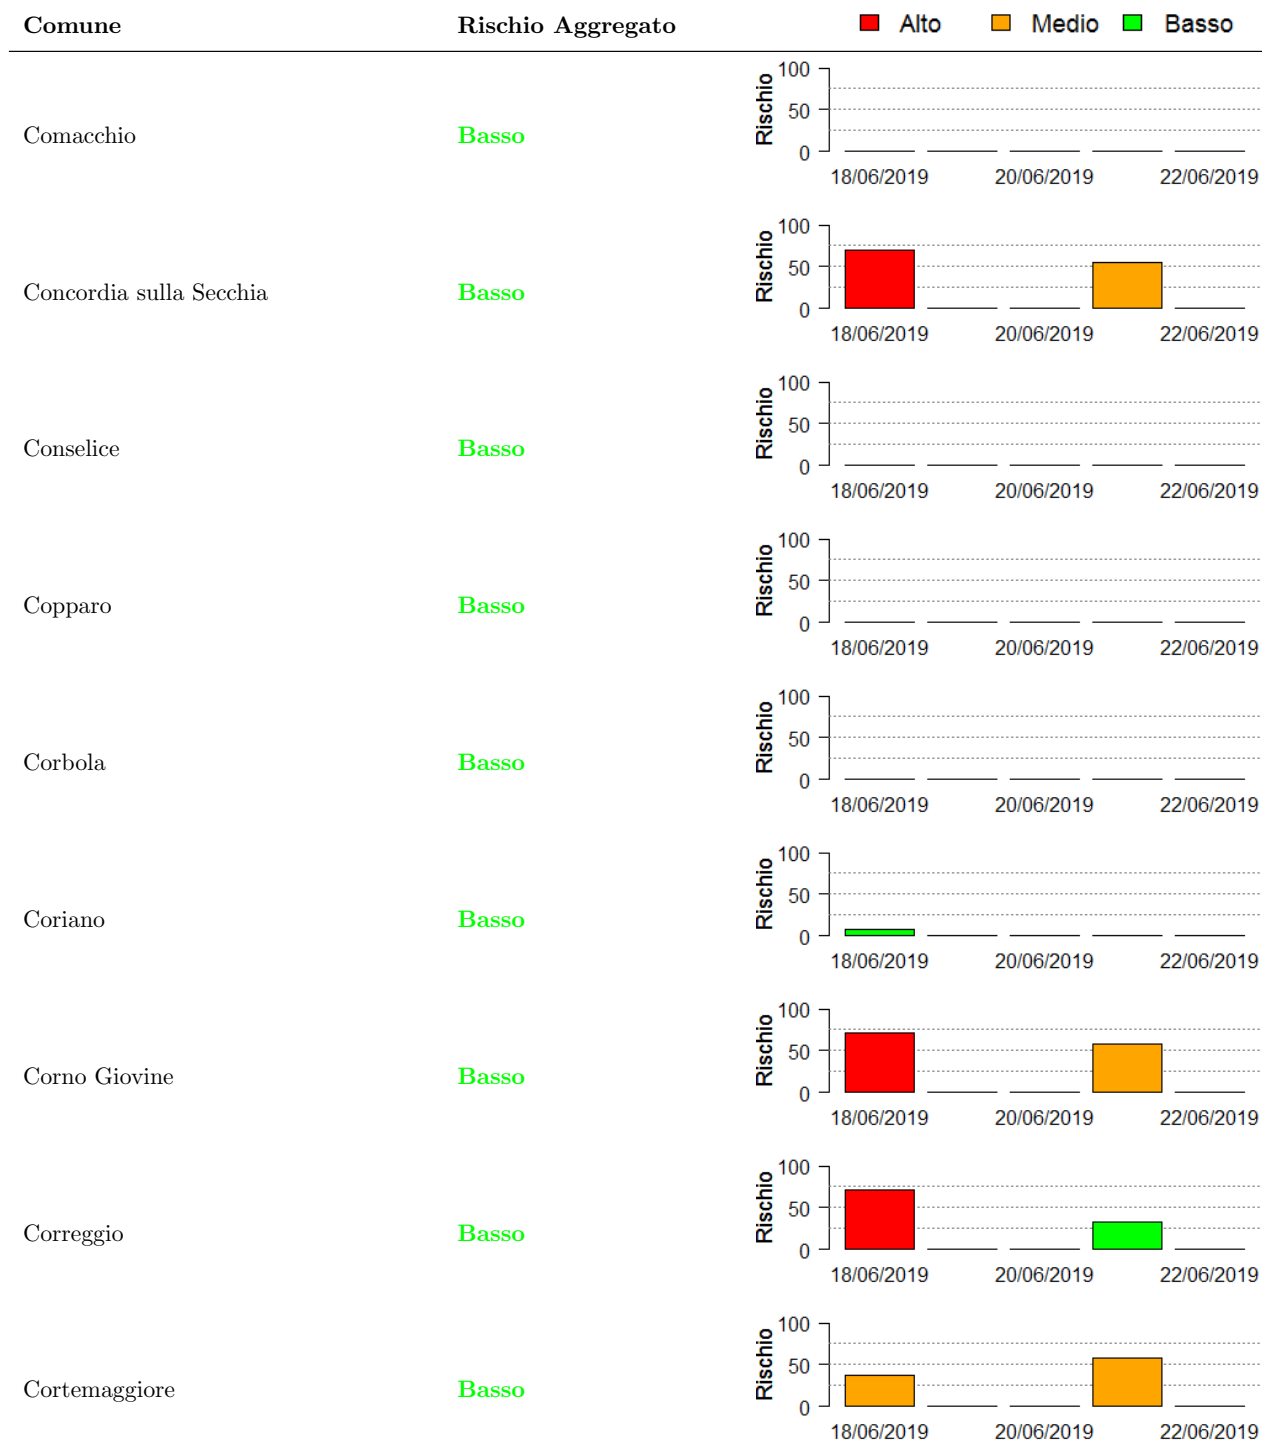 Comune Rischio Aggregato Alto Medio Basso
Comacchio Basso
Rischio
100
50
0
18/06/2019 20/06/2019 22/06/2019
Concordia sulla Secchia Basso
Rischio
100
50
0
18/06/2019 20/06/2019 22/06/2019
Conselice Basso
Rischio
100
50
0
18/06/2019 20/06/2019 22/06/2019
Copparo Basso
Rischio
100
50
0
18/06/2019 20/06/2019 22/06/2019
Corbola Basso
Rischio
100
50
0
18/06/2019 20/06/2019 22/06/2019
Coriano Basso
Rischio
100
50
0
18/06/2019 20/06/2019 22/06/2019
Corno Giovine Basso
Rischio
100
50
0
18/06/2019 20/06/2019 22/06/2019
Correggio Basso
Rischio
100
50
0
18/06/2019 20/06/2019 22/06/2019
Cortemaggiore Basso
Rischio
100
50
0
18/06/2019 20/06/2019 22/06/2019